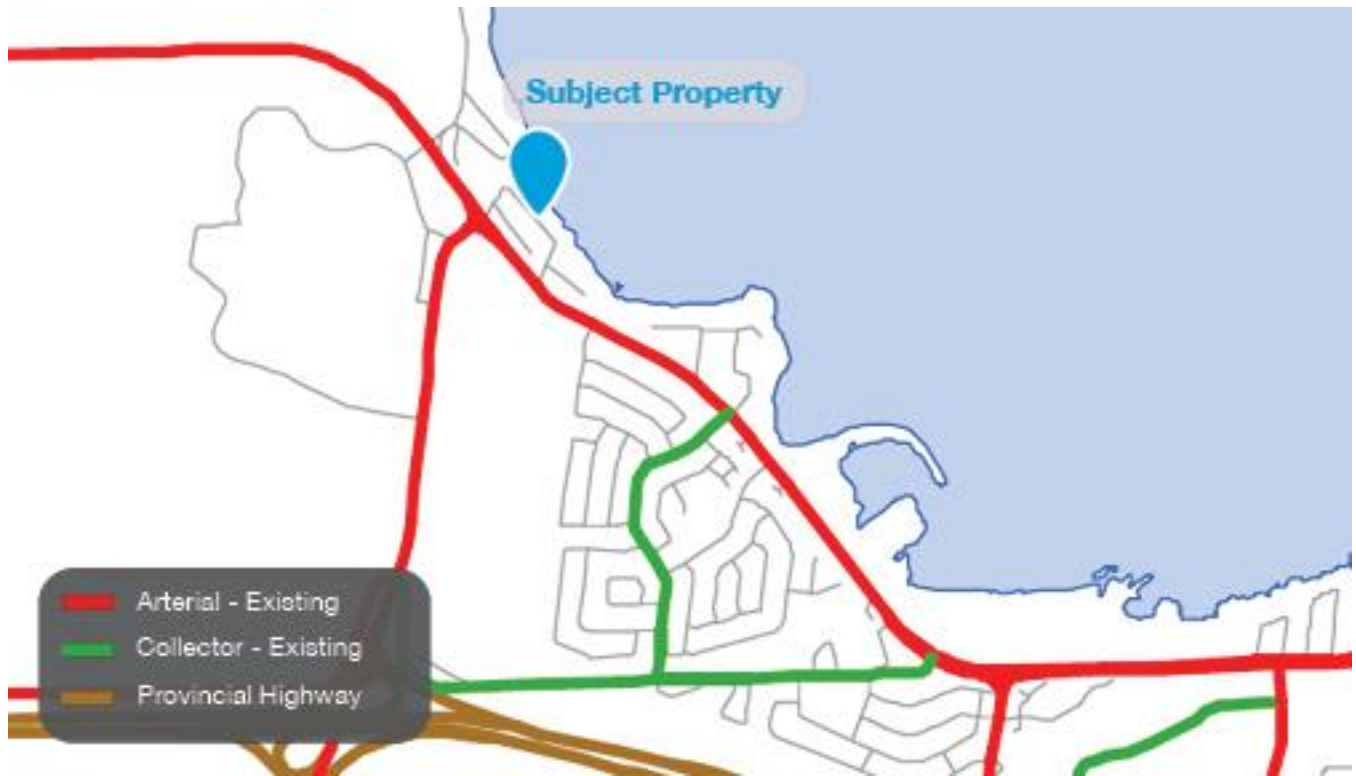 Subject Property
Arterial - Existing
Collector - Existing
Provincial Highway